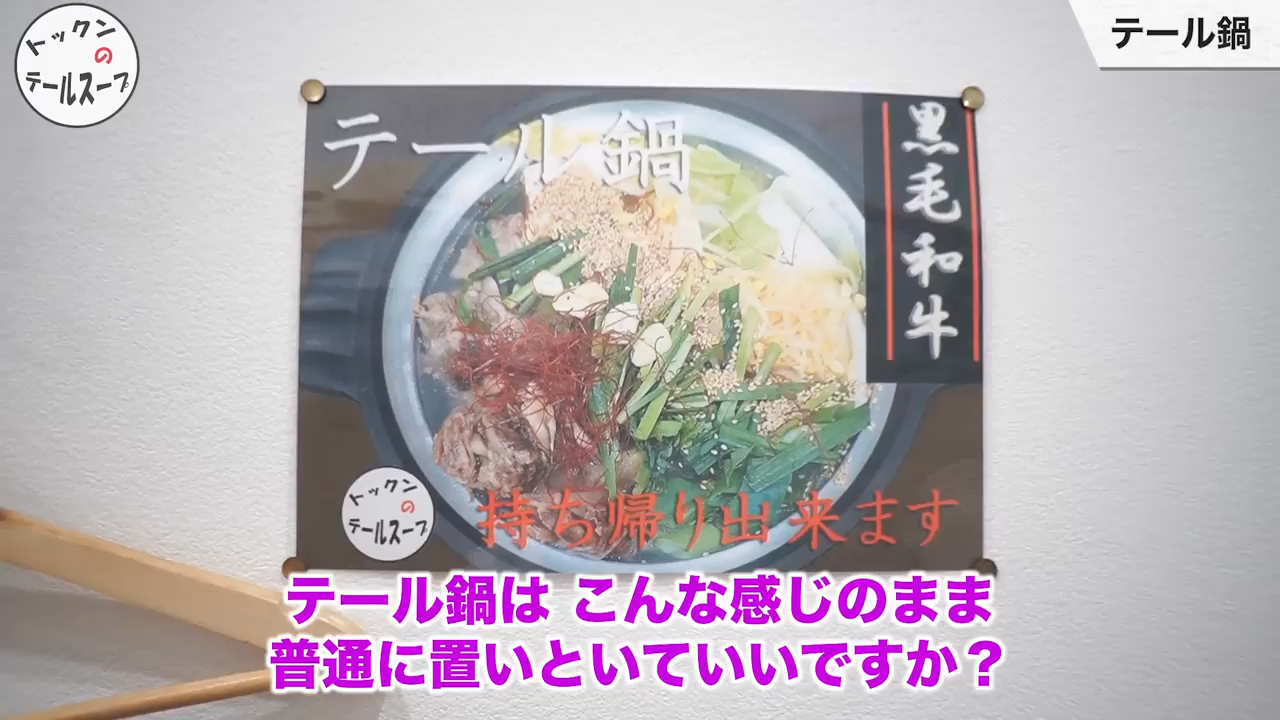 トックン
の
テールスープ
テール鍋
テール鍋
黒毛和牛
トックン
の
テールスープ
持ち帰り出来ます
テール鍋は こんな感じのまま
普通に置いといていいですか？